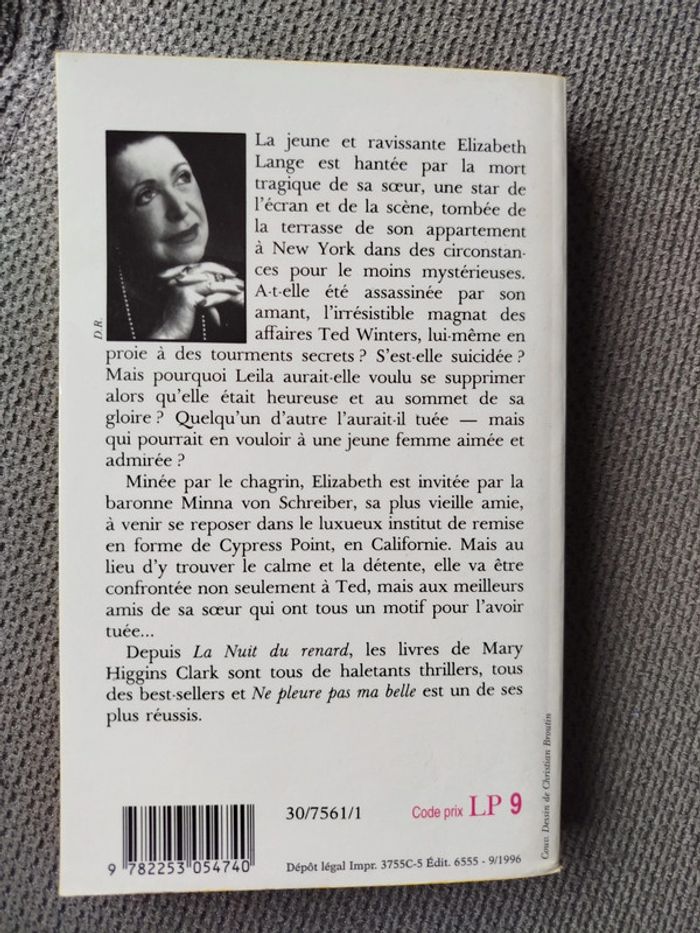 La jeune et ravissante Elizabeth
Lange est hantée par la mort
tragique de sa sœur, une star de
l'écran et de la scène, tombée de
la terrasse de son appartement
à New York dans des circonstan-
ces pour le moins mystérieuses.
A-t-elle été assassinée par son
amant, l'irrésistible magnat des
affaires Ted Winters, lui-même en
proie à des tourments secrets ? S'est-elle suicidée ?
Mais pourquoi Leila aurait-elle voulu se supprimer
alors qu'elle était heureuse et au sommet de sa
gloire ? Quelqu'un d'autre l'aurait-il tuée — mais
qui pourrait en vouloir à une jeune femme aimée et
admirée ?
Minée par le chagrin, Elizabeth est invitée par la
baronne Minna von Schreiber, sa plus vieille amie,
à venir se reposer dans le luxueux institut de remise
en forme de Cypress Point, en Californie. Mais au
lieu d'y trouver le calme et la détente, elle va être
confrontée non seulement à Ted, mais aux meilleurs
amis de sa sœur qui ont tous un motif pour l'avoir
tuée...
Depuis La Nuit du renard, les livres de Mary
Higgins Clark sont tous de haletants thrillers, tous
des best-sellers et Ne pleure pas ma belle est un de ses
plus réussis.
D.R.
Couv. Dessin de Christian Broutin
30/7561/1
Code prix LP 9
9 782253 054740
Dépôt légal Impr. 3755C-5 Édit. 6555 - 9/1996